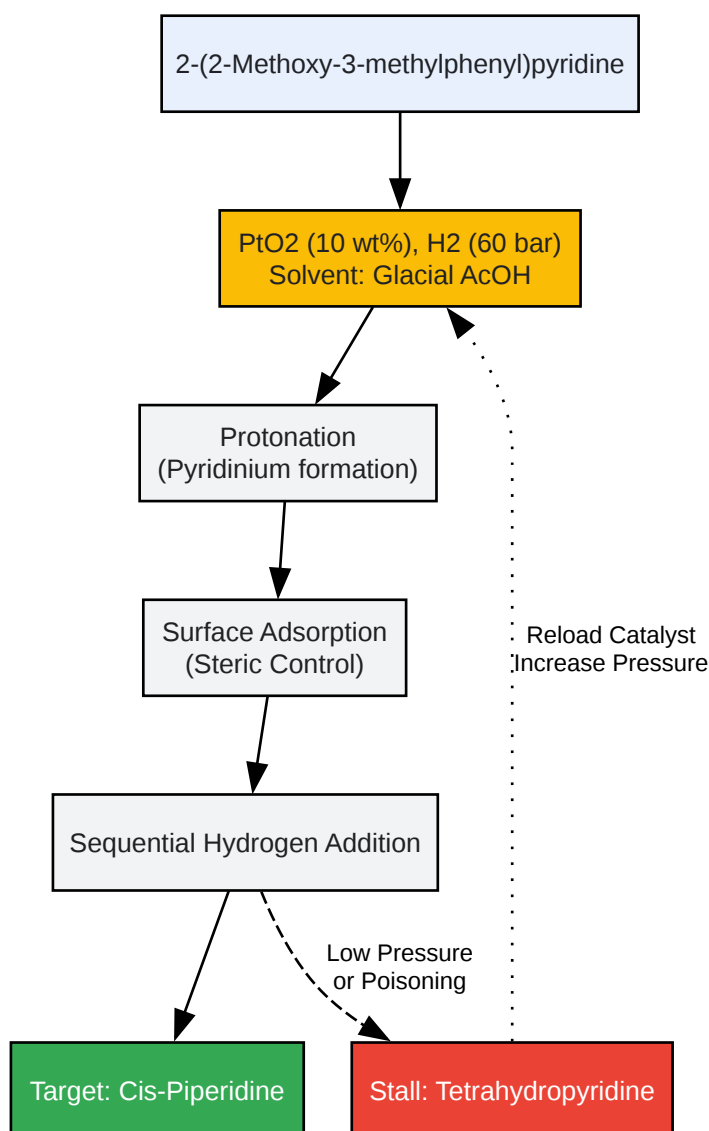 2-(2-Methoxy-3-methylphenyl)pyridine
PtO2 (10 wt%), H2 (60 bar)
Solvent: Glacial AcOH
Protonation
(Pyridinium formation)
Surface Adsorption
(Steric Control)
Reload Catalyst
Increase Pressure
Sequential Hydrogen Addition
Low Pressure
or Poisoning
Target: Cis-Piperidine
Stall: Tetrahydropyridine